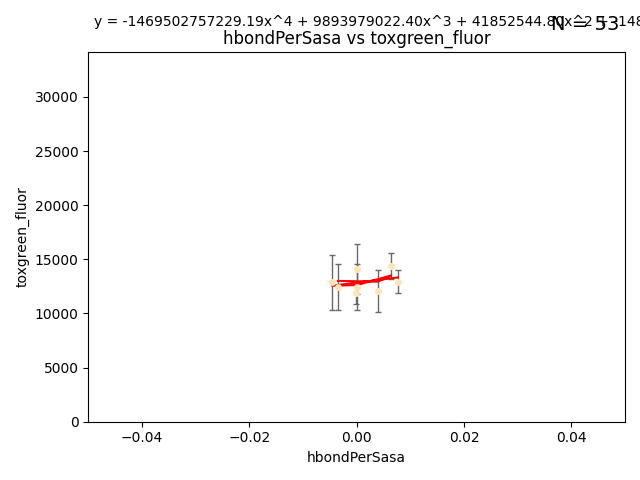 y = -1469502757229.19x^4 + 9893979022.40x^3 + 41852544.80x^2 +
N = 53
hbondPerSasa vs toxgreen_fluor
30000
25000
20000
15000
10000
5000
0
toxgreen_fluor
−0.04 −0.02 0.00 0.02 0.04
hbondPerSasa